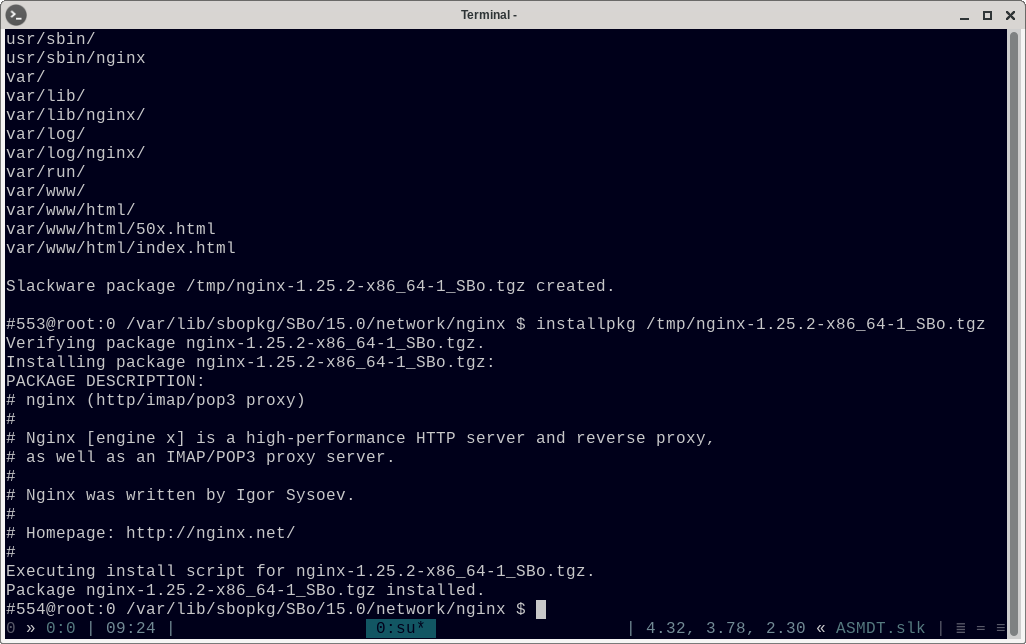 Terminal -
usr/sbin/
usr/sbin/nginx
var/
var/lib/
var/lib/nginx/
var/log/
var/log/nginx/
var/run/
var/www/
var/www/html/
var/www/html/50x.html
var/www/html/index.html
Slackware package /tmp/nginx-1.25.2-x86_64-1_SBo.tgz created.
#553@root:0 /var/lib/sbopkg/SBo/15.0/network/nginx $ installpkg /tmp/nginx-1.25.2-x86_64-1_SBo.tgz
Verifying package nginx-1.25.2-x86_64-1_SBo.tgz.
Installing package nginx-1.25.2-x86_64-1_SBo.tgz:
PACKAGE DESCRIPTION:
# nginx (http/imap/pop3 proxy)
#
# Nginx [engine x] is a high-performance HTTP server and reverse proxy,
# as well as an IMAP/POP3 proxy server.
#
# Nginx was written by Igor Sysoev.
#
# Homepage: http://nginx.net/
#
Executing install script for nginx-1.25.2-x86_64-1_SBo.tgz.
Package nginx-1.25.2-x86_64-1_SBo.tgz installed.
#554@root:0 /var/lib/sbopkg/SBo/15.0/network/nginx $
0 » 0:0 | 09:24 | 0:su* | 4.32, 3.78, 2.30 « ASMDT.slk | ≣ = ≡